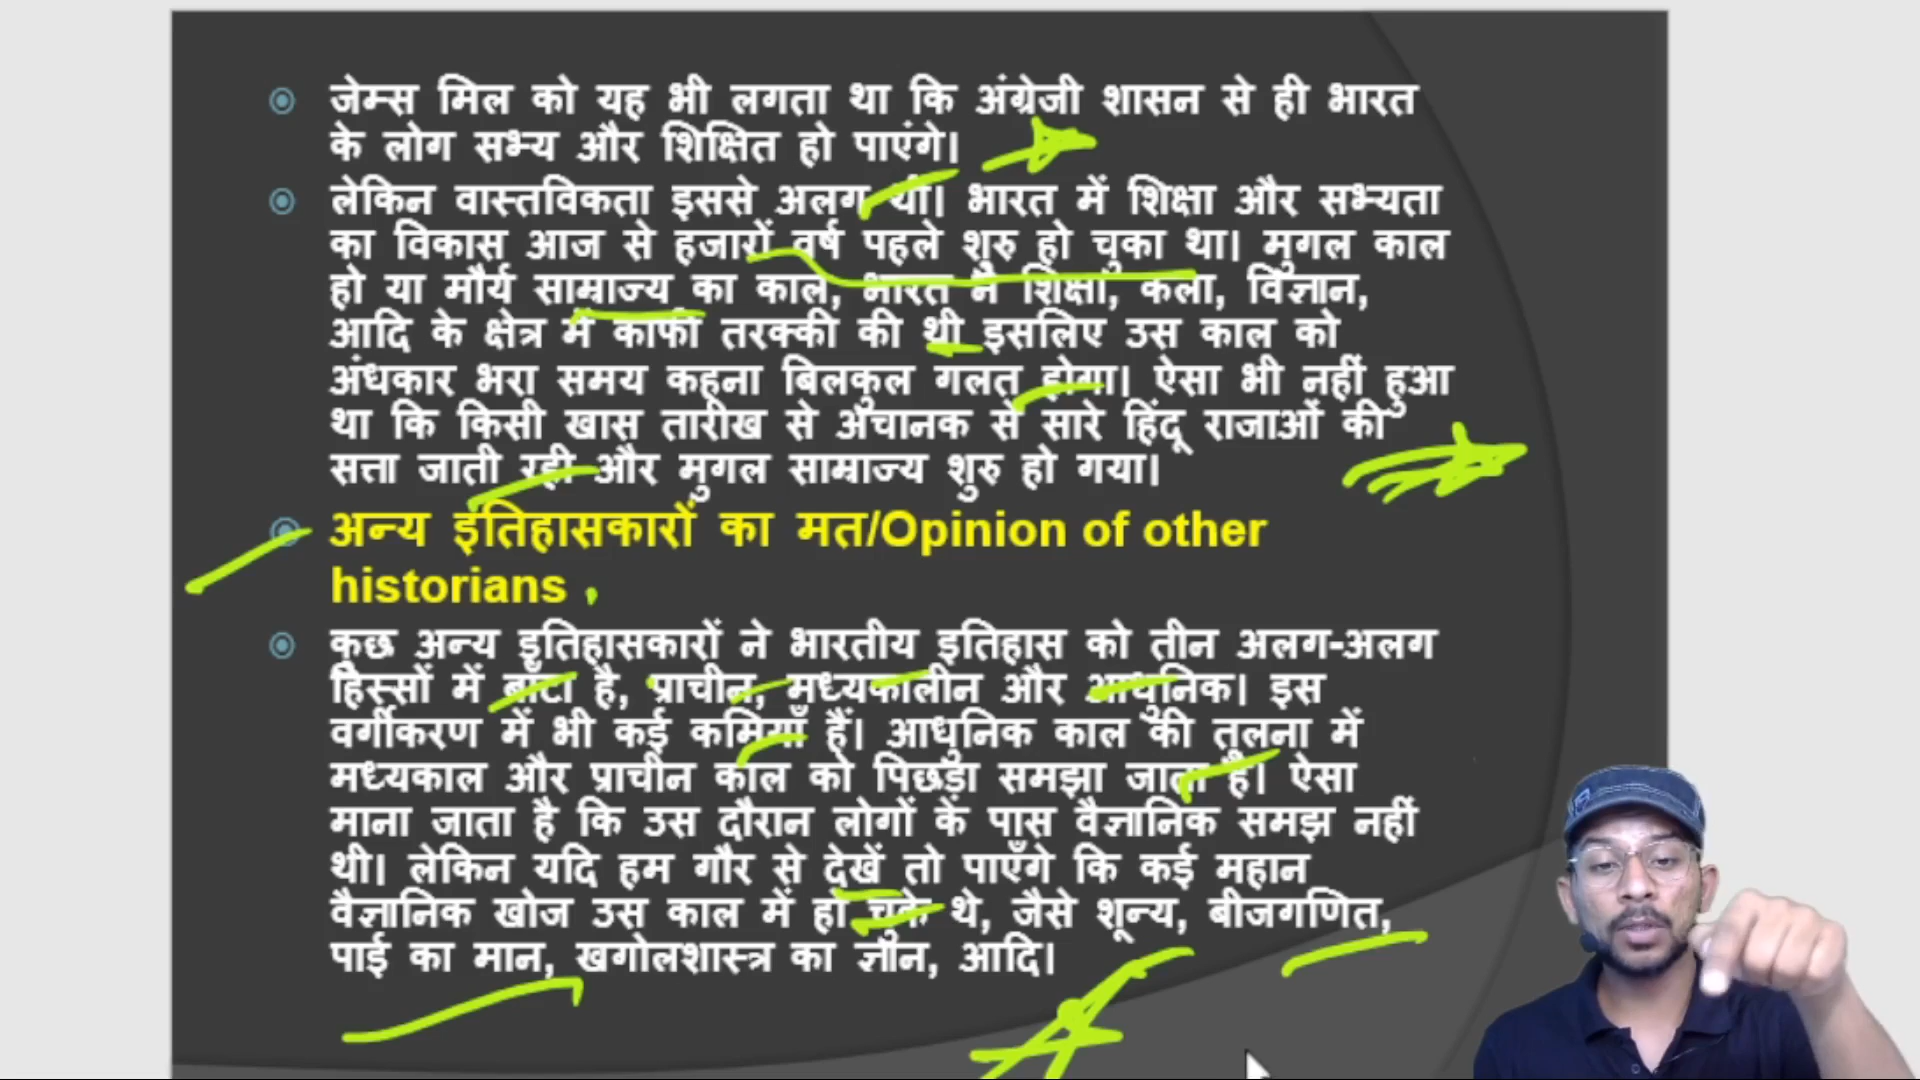 जेम्स मिल को यह भी लगता था कि अंग्रेजी शासन से ही भारत
के लोग सभ्य और शिक्षित हो पाएंगे।
लेकिन वास्तविकता इससे अलग थी। भारत में शिक्षा और सभ्यता
का विकास आज से हजारों वर्ष पहले शुरु हो चुका था। मुगल काल
हो या मौर्य साम्राज्य का काल, भारत में शिक्षा, कला, विज्ञान,
आदि के क्षेत्र में काफी तरक्की की थी इसलिए उस काल को
अंधकार भरा समय कहना बिलकुल गलत होगा। ऐसा भी नहीं हुआ
था कि किसी खास तारीख से अचानक से सारे हिंदू राजाओं की
सत्ता जाती रही और मुगल साम्राज्य शुरु हो गया।
अन्य इतिहासकारों का मत/Opinion of other
historians
कुछ अन्य इतिहासकारों ने भारतीय इतिहास को तीन अलग-अलग
हिस्सों में बाँटा है, प्राचीन, मध्यकालीन और आधुनिक। इस
वर्गीकरण में भी कई कमियाँ हैं। आधुनिक काल की तुलना में
मध्यकाल और प्राचीन काल को पिछड़ा समझा जाता है। ऐसा
माना जाता है कि उस दौरान लोगों के पास वैज्ञानिक समझ नहीं
थी। लेकिन यदि हम गौर से देखें तो पाएँगे कि कई महान
वैज्ञानिक खोज उस काल में हो चुके थे, जैसे शून्य, बीजगणित,
पाई का मान, खगोलशास्त्र का ज्ञान, आदि।